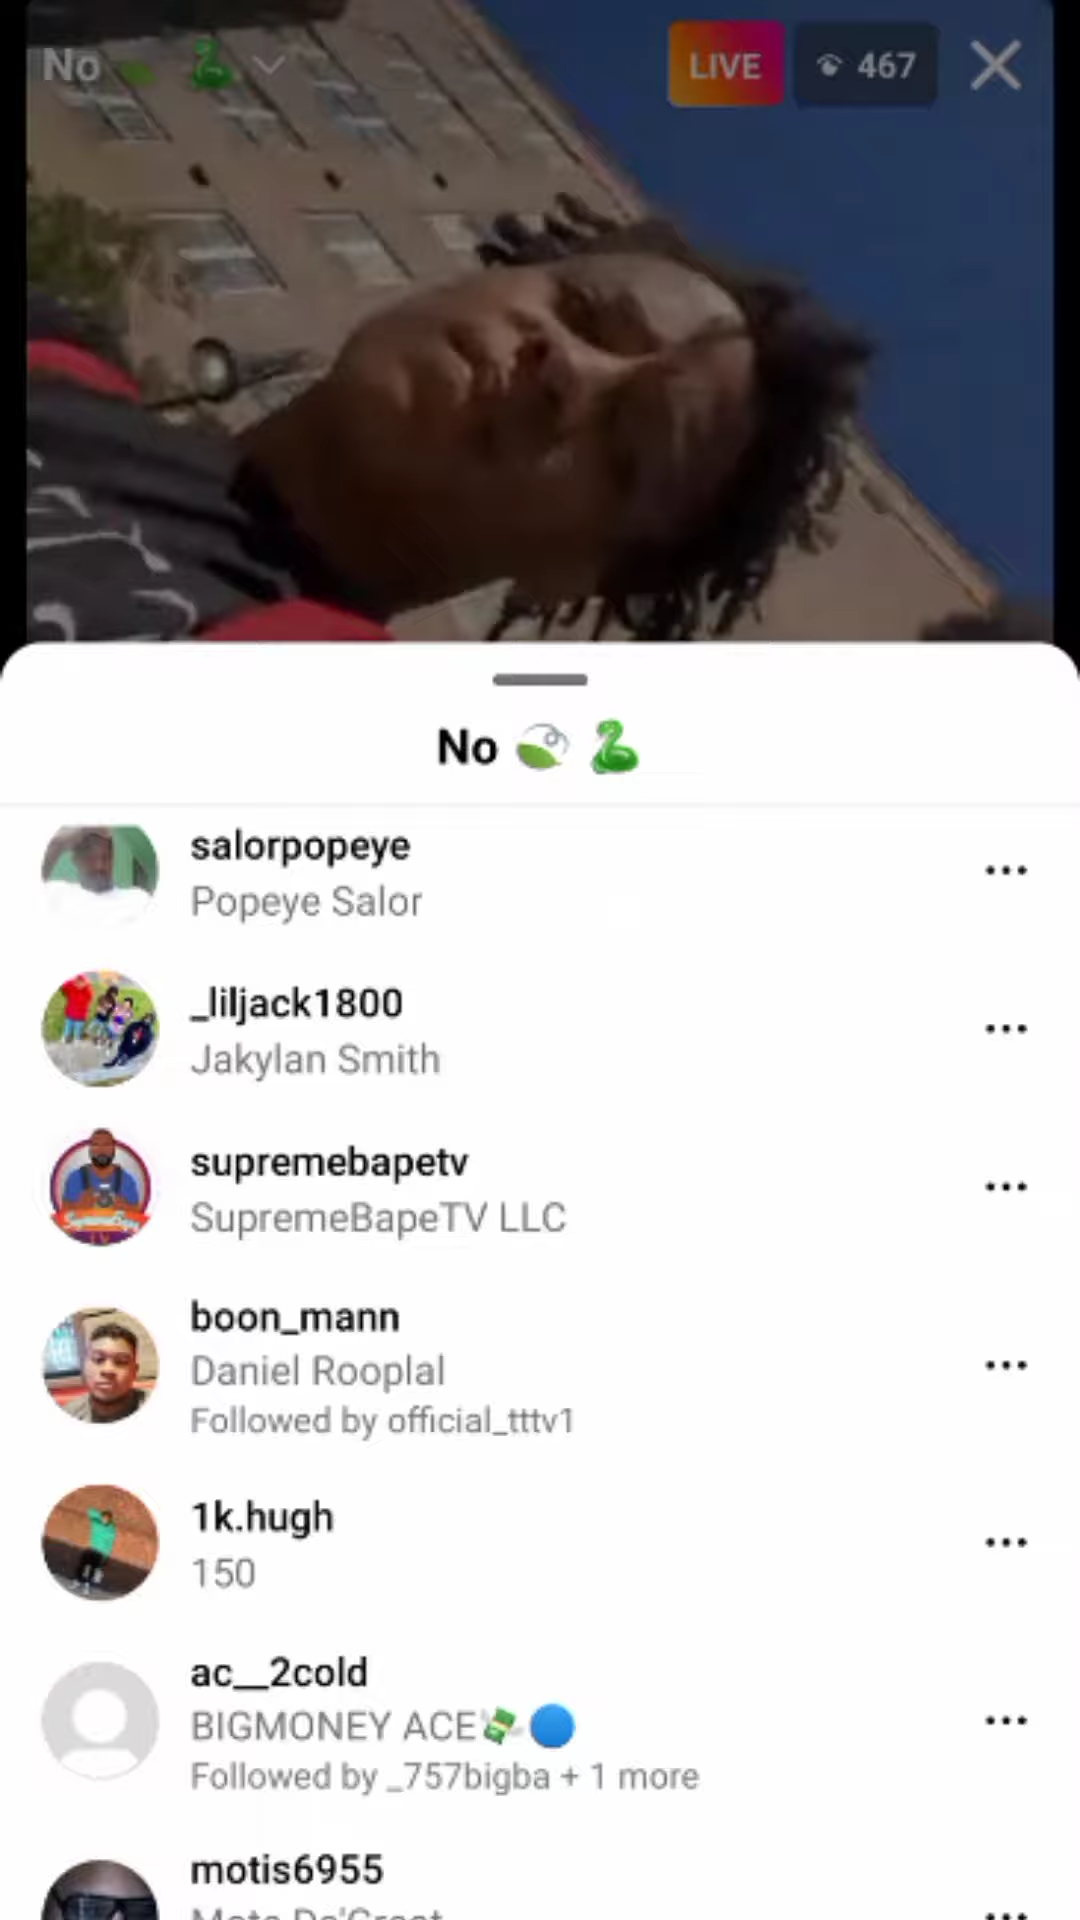 No 🍃 🐍
LIVE
467
No 🍃 🐍
salorpopeye
Popeye Salor
_liljack1800
Jakylan Smith
supremebapetv
SupremeBapeTV LLC
boon_mann
Daniel Rooplal
Followed by official_tttv1
1k.hugh
150
ac__2cold
BIGMONEY ACE💸🔵
Followed by _757bigba + 1 more
motis6955